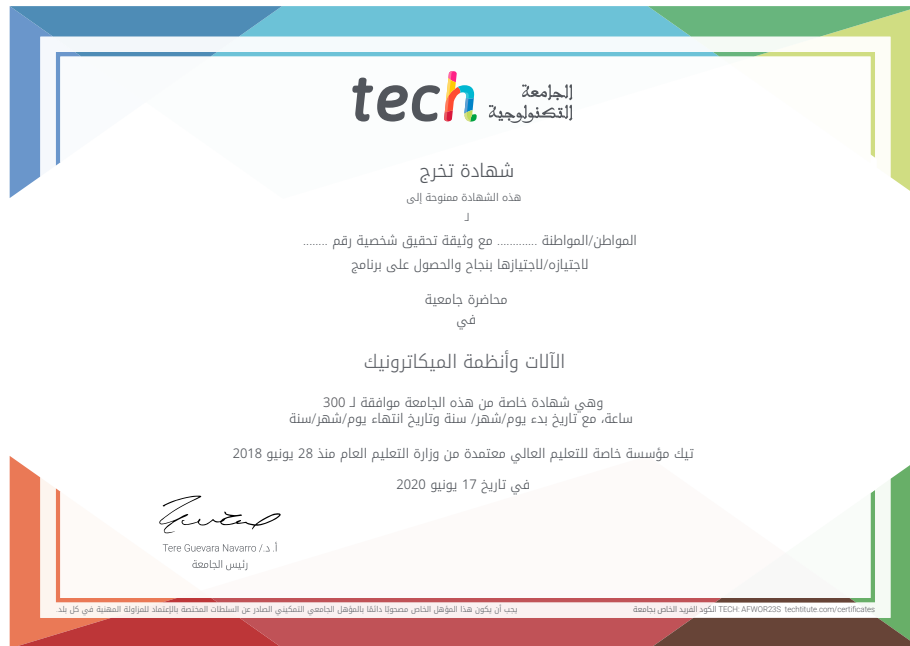 tech الجامعة
التكنولوجية
شهادة تخرج
هذه الشهادة ممنوحة إلى
لـ
المواطن/المواطنة ............ مع وثيقة تحقيق شخصية رقم ........
لاجتيازه/لاجتيازها بنجاح والحصول على برنامج
محاضرة جامعية
في
الآلات وأنظمة الميكاترونيك
وهي شهادة خاصة من هذه الجامعة موافقة لـ 300
ساعة، مع تاريخ بدء يوم/شهر/ سنة وتاريخ انتهاء يوم/شهر/سنة
تيك مؤسسة خاصة للتعليم العالي معتمدة من وزارة التعليم العام منذ 28 يونيو 2018
في تاريخ 17 يونيو 2020
أ. د./ Tere Guevara Navarro
رئيس الجامعة
يجب أن يكون هذا المؤهل الخاص مصحوبًا دائمًا بالمؤهل الجامعي التمكيني الصادر عن السلطات المختصة بالإعتماد للمزاولة المهنية في كل بلد.
الكود الفريد الخاص بجامعة TECH: AFWOR23S techtitute.com/certificates